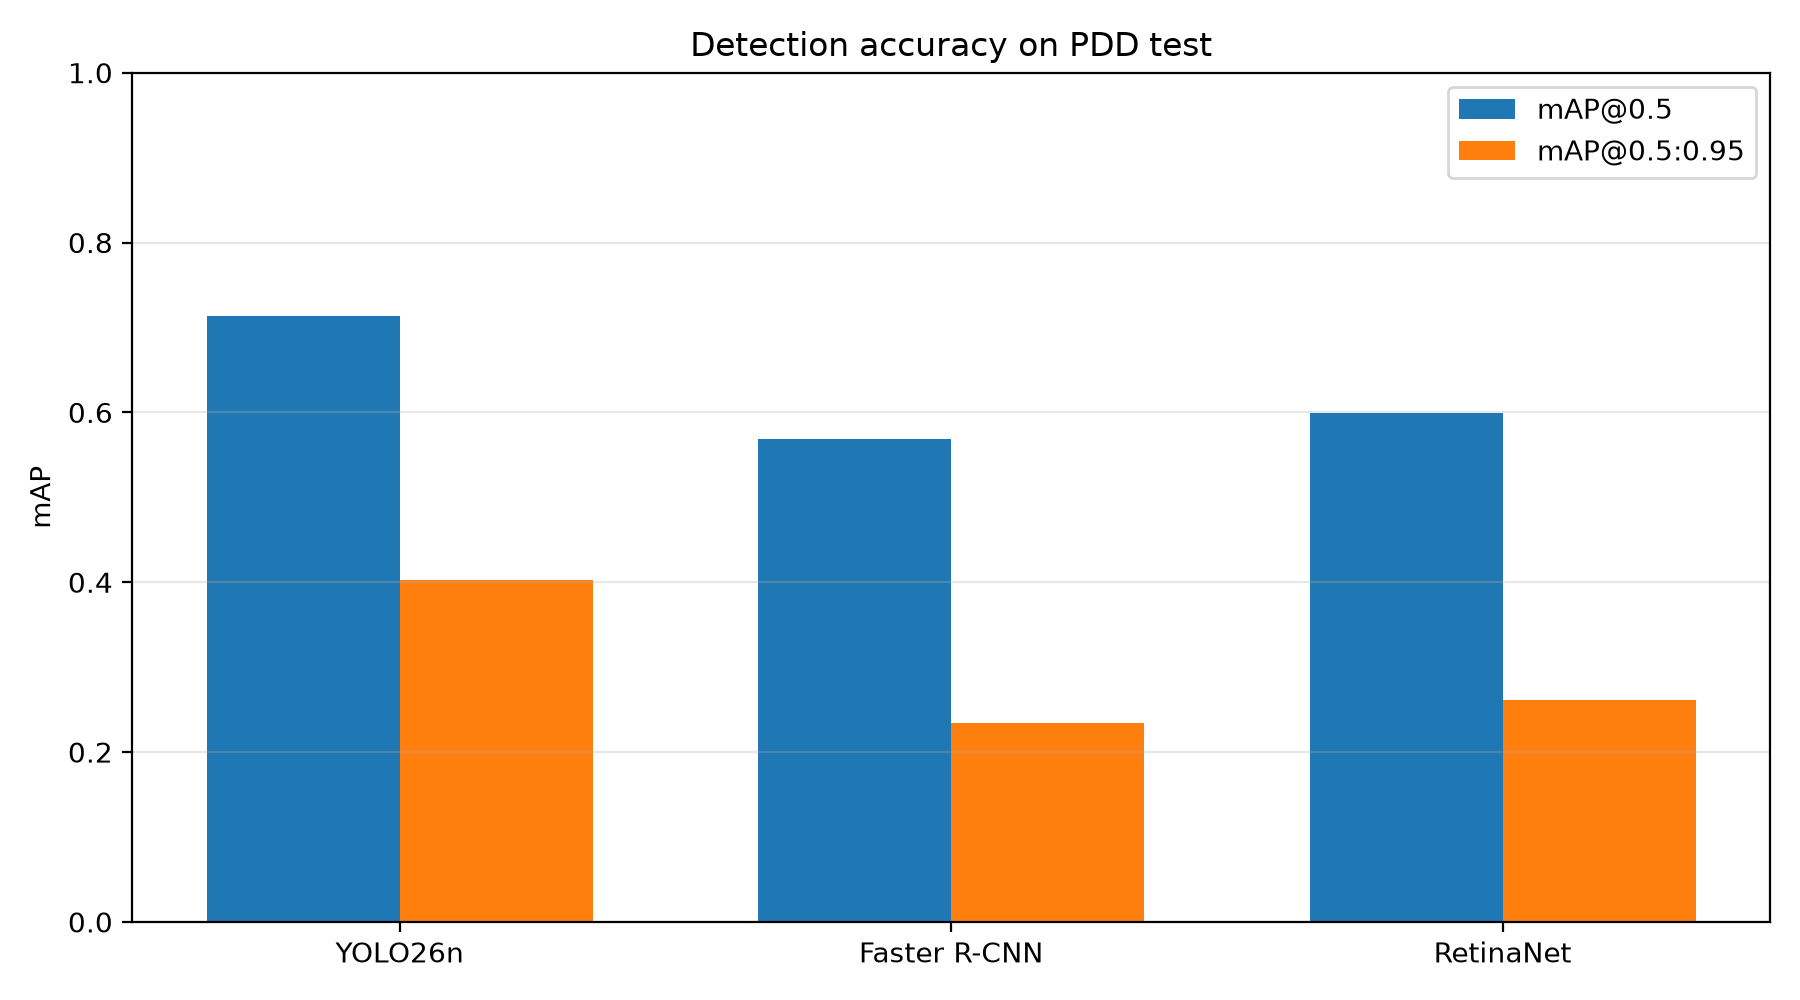 Detection accuracy on PDD test
1.0
0.8
0.6
0.4
0.2
0.0
mAP
mAP@0.5
mAP@0.5:0.95
YOLO26n
Faster R-CNN
RetinaNet